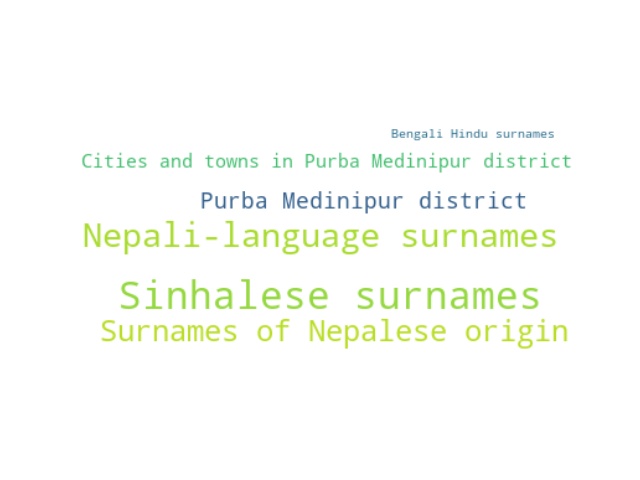 Bengali Hindu surnames
Cities and towns in Purba Medinipur district
Purba Medinipur district
Nepali-language surnames
Sinhalese surnames
Surnames of Nepalese origin